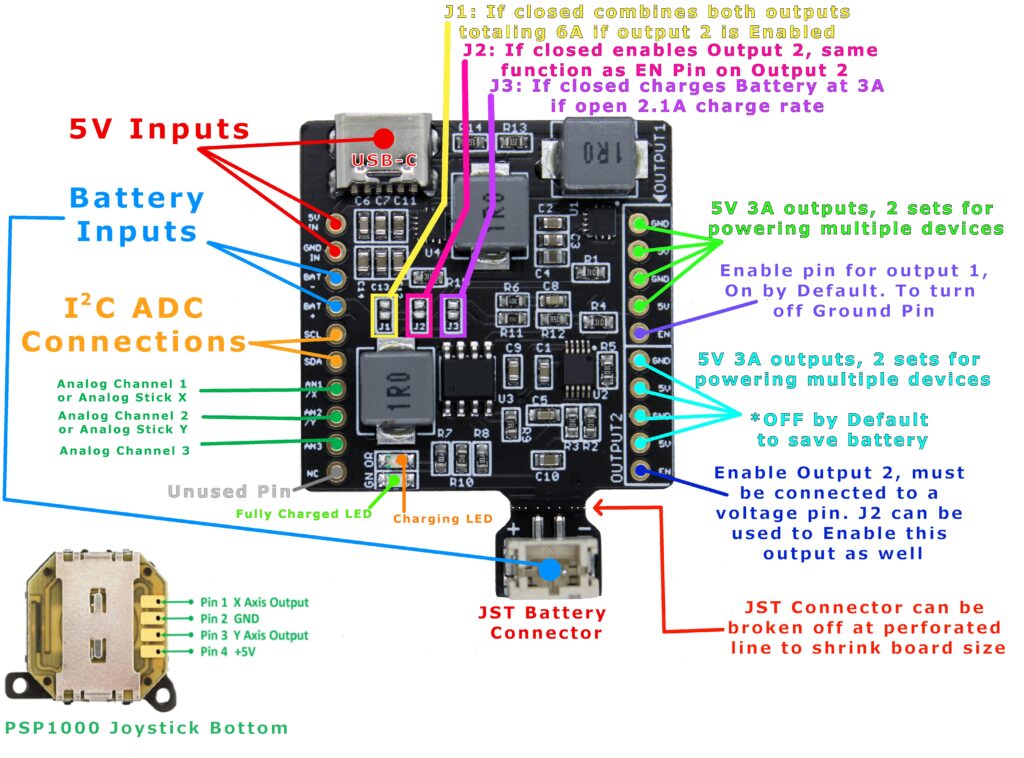 J1: If closed combines both outputs
totaling 6A if output 2 is Enabled
J2: If closed enables Output 2, same
function as EN Pin on Output 2
J3: If closed charges Battery at 3A
if open 2.1A charge rate
5V Inputs
USB-C
Battery
Inputs
I²C ADC
Connections
Analog Channel 1
or Analog Stick X
Analog Channel 2
or Analog Stick Y
Analog Channel 3
Unused Pin
Fully Charged LED
Charging LED
R14
R13
OUTPUT1
C6
C7
C11
5V
IN
GND
IN
BAT
-
BAT
+
SCL
SDA
AN1
/X
AN2
/Y
AN3
NC
U4
C2
C3
C4
R1
C13
J1
J2
J3
R6
C8
R11
R12
R4
1R0
1R0
1R0
C9
C1
R5
U3
U2
C5
R9
R3
R2
R7
R8
R10
C10
GN
OR
OUTPUT2
GND
5V
GND
5V
EN
GND
5V
GND
5V
EN
+
-
5V 3A outputs, 2 sets for
powering multiple devices
Enable pin for output 1,
On by Default. To turn
off Ground Pin
5V 3A outputs, 2 sets for
powering multiple devices
*OFF by Default
to save battery
Enable Output 2, must
be connected to a
voltage pin. J2 can be
used to Enable this
output as well
JST Battery
Connector
JST Connector can be
broken off at perforated
line to shrink board size
Pin 1 X Axis Output
Pin 2 GND
Pin 3 Y Axis Output
Pin 4 +5V
PSP1000 Joystick Bottom